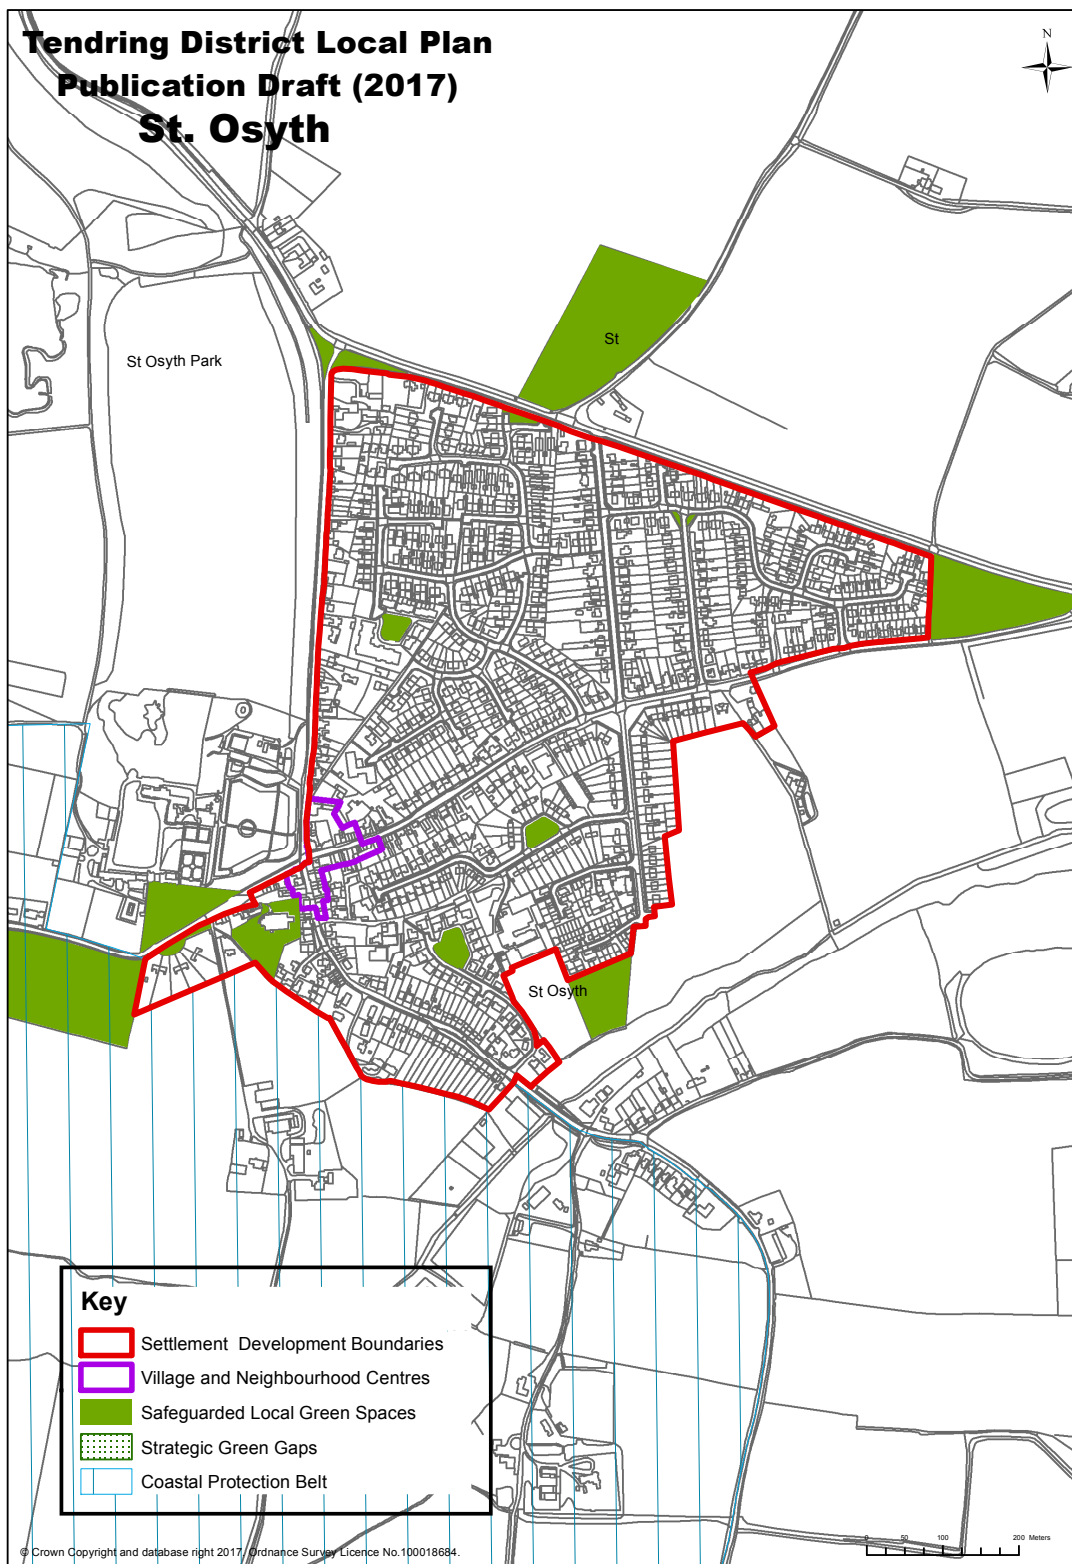 Tendring District Local Plan
Publication Draft (2017)
St. Osyth
N
St
St Osyth Park
St Osyth
Key
Settlement Development Boundaries
Village and Neighbourhood Centres
Safeguarded Local Green Spaces
Strategic Green Gaps
Coastal Protection Belt
0 50 100 200 Meters
© Crown Copyright and database right 2017. Ordnance Survey Licence No.100018684.